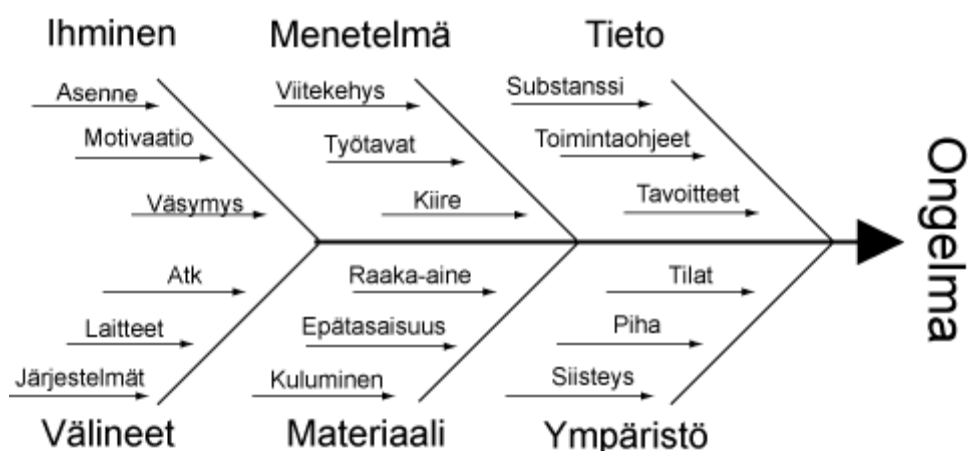 Ihminen
Menetelmä
Tieto
Asenne
Motivaatio
Väsymys
Viitekehys
Työtavat
Kiire
Substanssi
Toimintaohjeet
Tavoitteet
Ongelma
Atk
Laitteet
Järjestelmät
Raaka-aine
Epätasaisuus
Kuluminen
Tilat
Piha
Siisteys
Välineet
Materiaali
Ympäristö